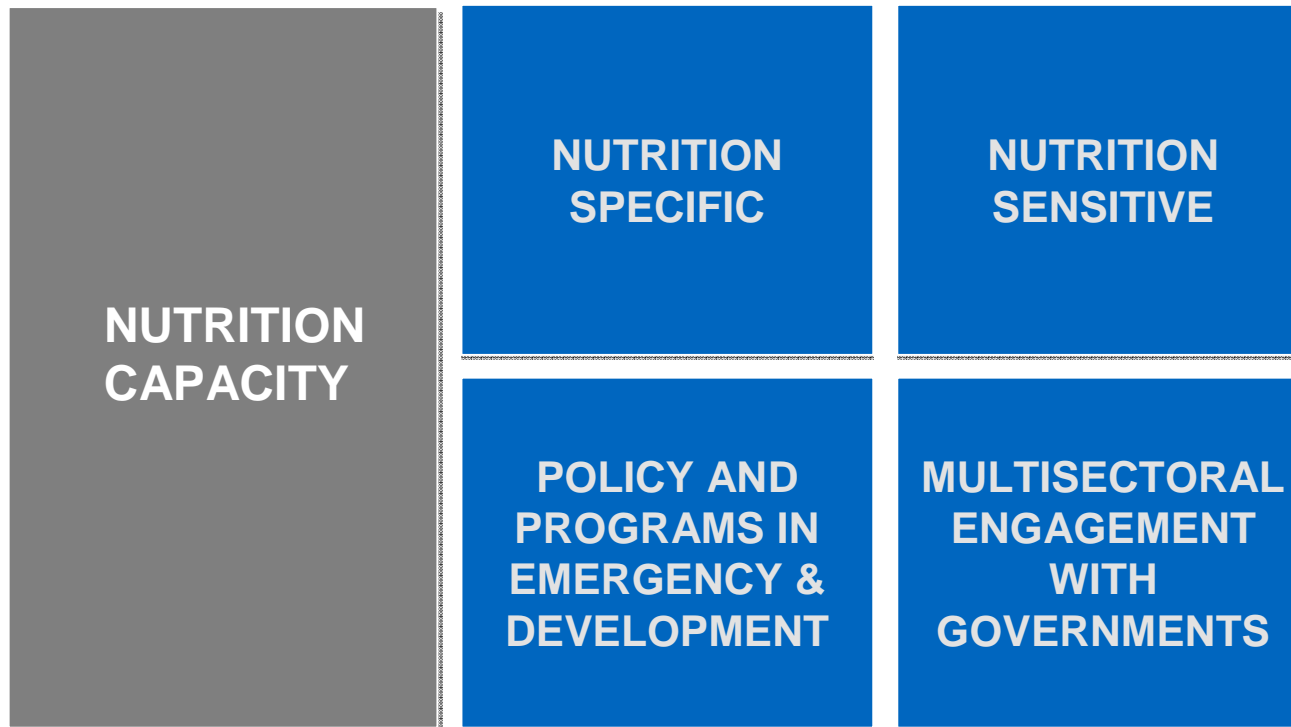 NUTRITION
CAPACITY
NUTRITION
SPECIFIC
NUTRITION
SENSITIVE
POLICY AND
PROGRAMS IN
EMERGENCY &
DEVELOPMENT
MULTISECTORAL
ENGAGEMENT
WITH
GOVERNMENTS